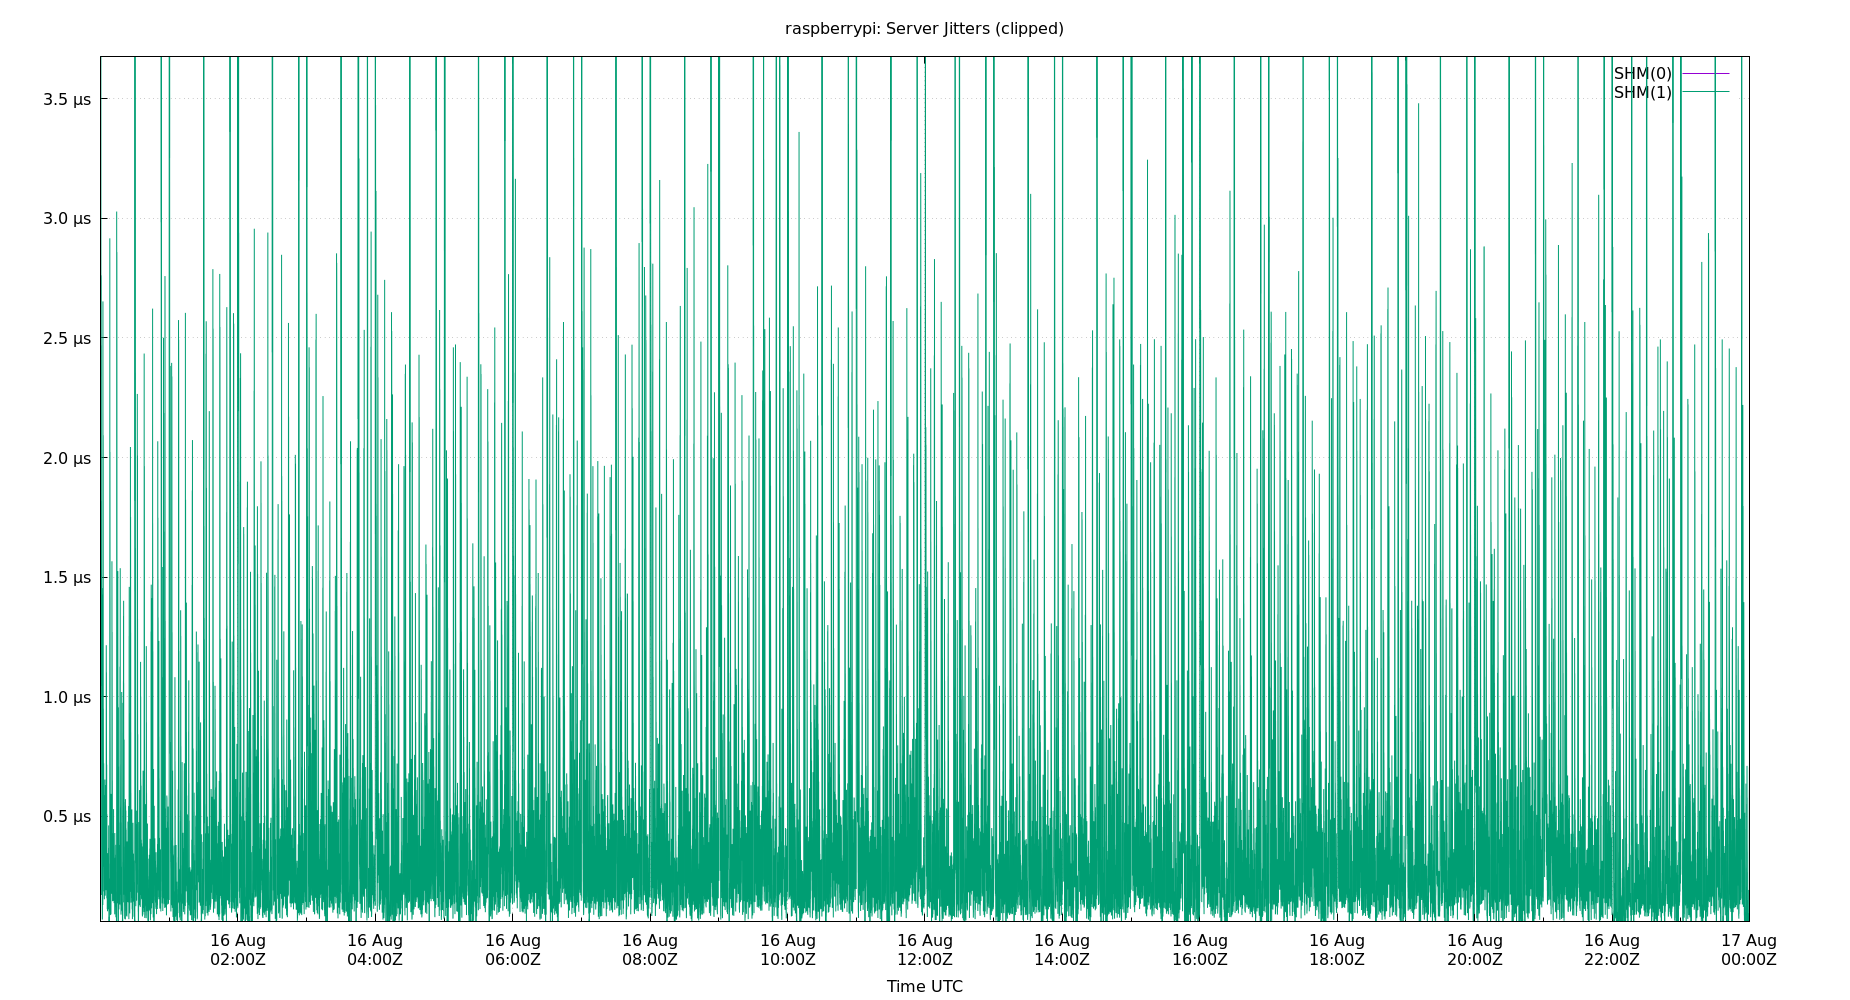 raspberrypi: Server Jitters (clipped)
SHM(0)
SHM(1)
3.5 µs
3.0 µs
2.5 µs
2.0 µs
1.5 µs
1.0 µs
0.5 µs
16 Aug 16 Aug 16 Aug 16 Aug 16 Aug 16 Aug 16 Aug 16 Aug 16 Aug 16 Aug 16 Aug 17 Aug
02:00Z 04:00Z 06:00Z 08:00Z 10:00Z 12:00Z 14:00Z 16:00Z 18:00Z 20:00Z 22:00Z 00:00Z
Time UTC